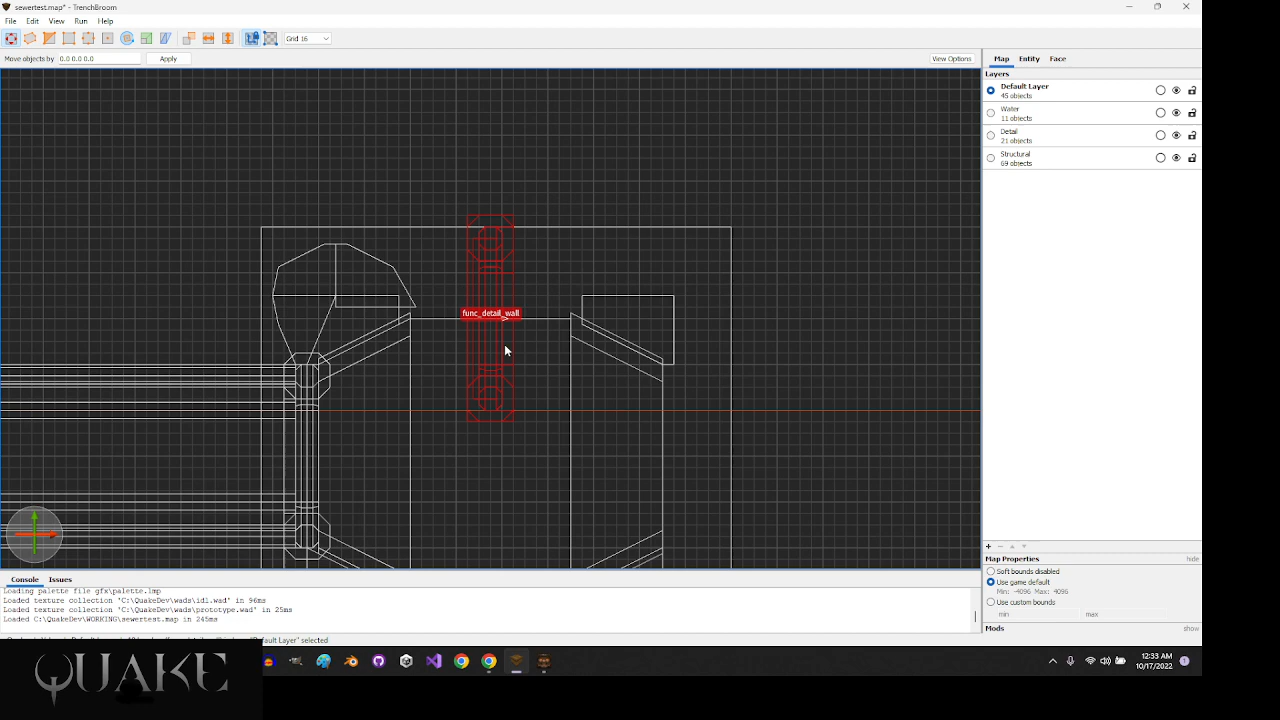 sewertest.map* - TrenchBroom
File Edit View Run Help
Grid 16
Move objects by 0.0 0.0 0.0 Apply
View Options
Map Entity Face
Layers
Default Layer
45 objects
Water
11 objects
Detail
21 objects
Structural
69 objects
func_detail_wall
Map Properties hide
Soft bounds disabled
Use game default
Min: -4096 Max: 4096
Use custom bounds
min max
Mods show
Console Issues
Loading palette file gfx\palette.lmp
Loaded texture collection 'C:\QuakeDev\wads\id1.wad' in 96ms
Loaded texture collection 'C:\QuakeDev\wads\prototype.wad' in 25ms
Loaded C:\QuakeDev\WORKING\sewertest.map in 245ms
"Default Layer" selected
QUAKE
12:33 AM
10/17/2022
1